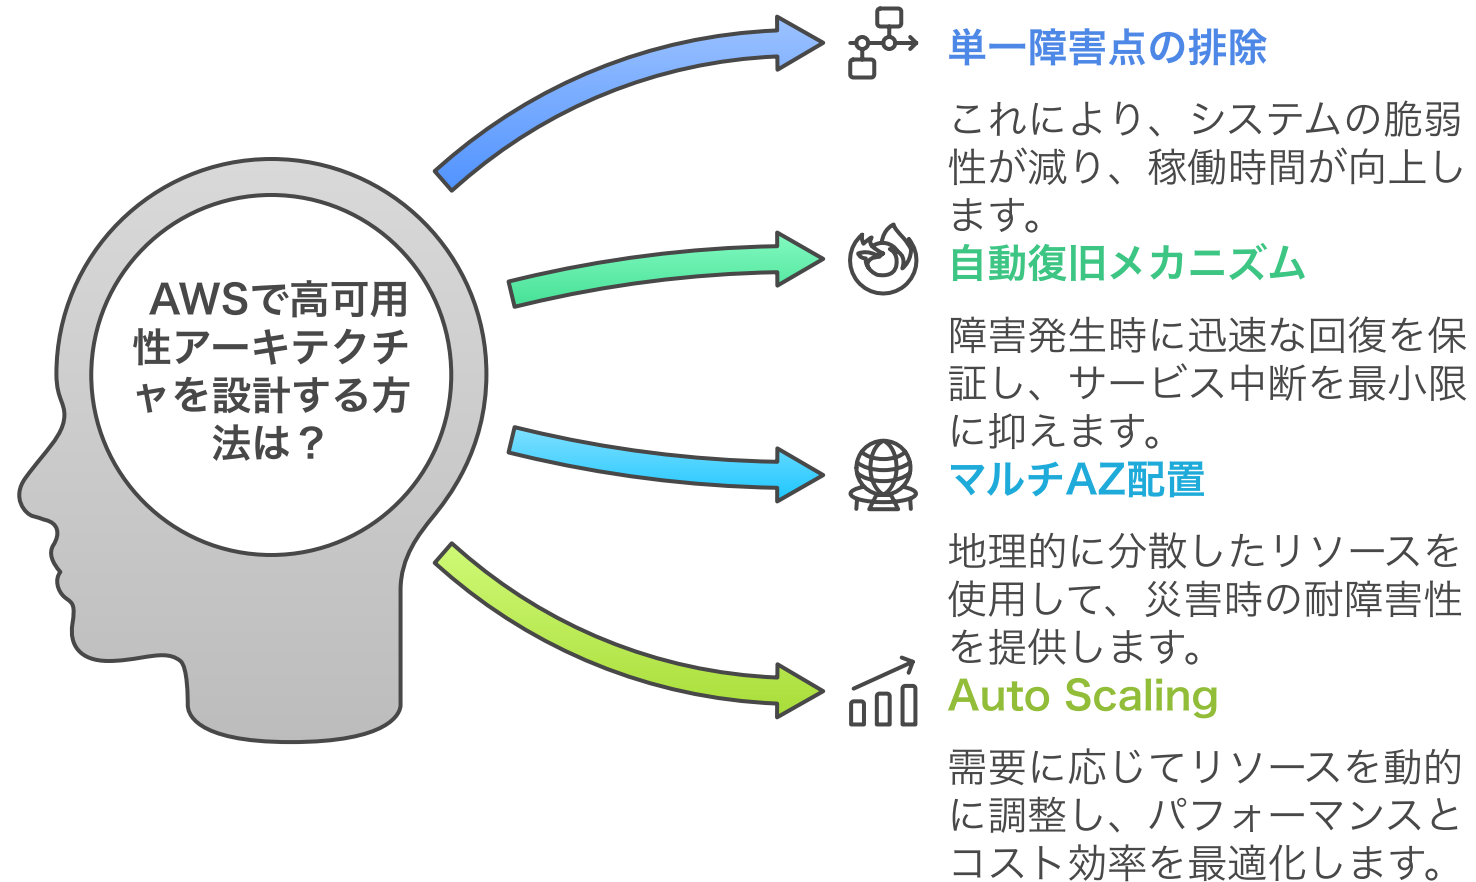 AWSで高可用
性アーキテクチ
ャを設計する方
法は？
単一障害点の排除
これにより、システムの脆弱
性が減り、稼働時間が向上し
ます。
自動復旧メカニズム
障害発生時に迅速な回復を保
証し、サービス中断を最小限
に抑えます。
マルチAZ配置
地理的に分散したリソースを
使用して、災害時の耐障害性
を提供します。
Auto Scaling
需要に応じてリソースを動的
に調整し、パフォーマンスと
コスト効率を最適化します。